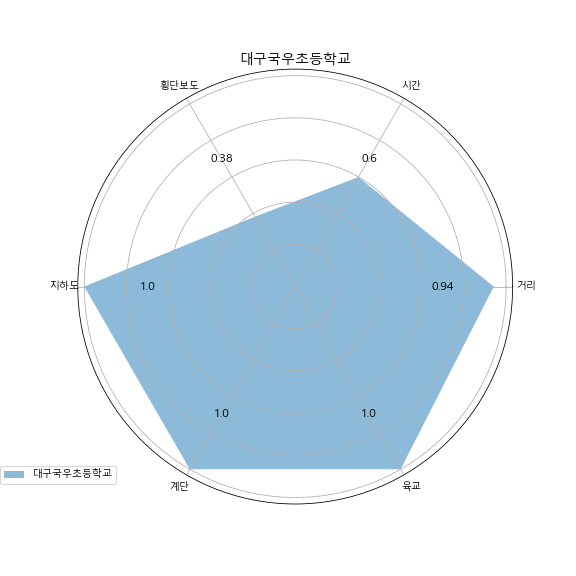 대구국우초등학교
횡단보도
시간
0.38
0.6
지하도
1.0
0.94
거리
1.0
1.0
대구국우초등학교
계단
육교